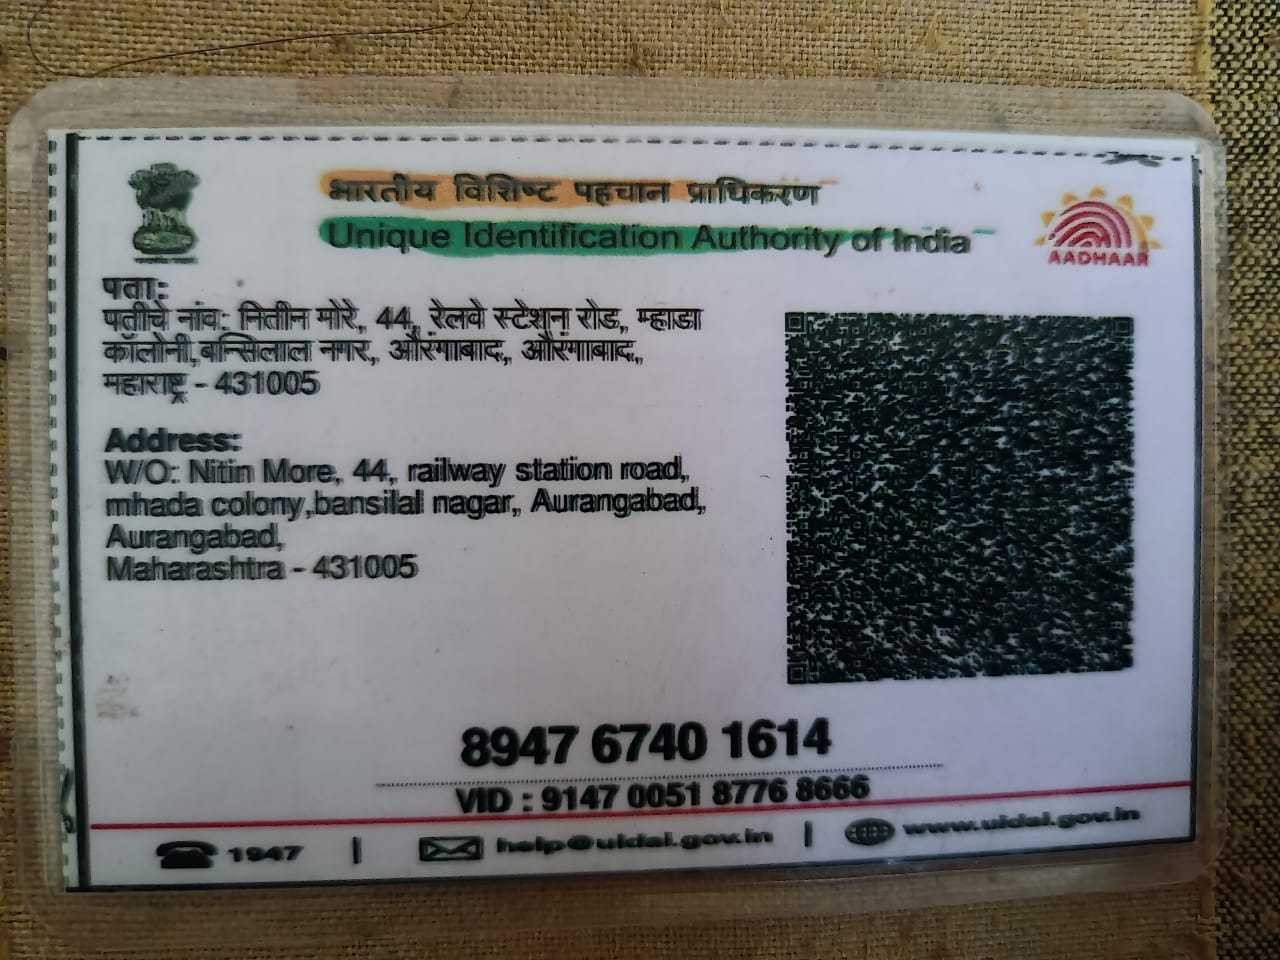 भारतीय विशिष्ट पहचान प्राधिकरण
Unique Identification Authority of India
AADHAAR
पता:
पतीचे नांव: नितीन मोरे, 44, रेलवे स्टेशन रोड,, म्हाडा
कॉलोनी,बन्सिलाल नगर, औरंगाबाद,, औरंगाबाद,,
महाराष्ट्र - 431005
Address:
W/O: Nitin More, 44, railway station road,
mhada colony,bansilal nagar,, Aurangabad,,
Aurangabad,
Maharashtra - 431005
8947 6740 1614
VID : 9147 0051 8776 8666
1947 | help@uidai.gov.in | www.uidai.gov.in